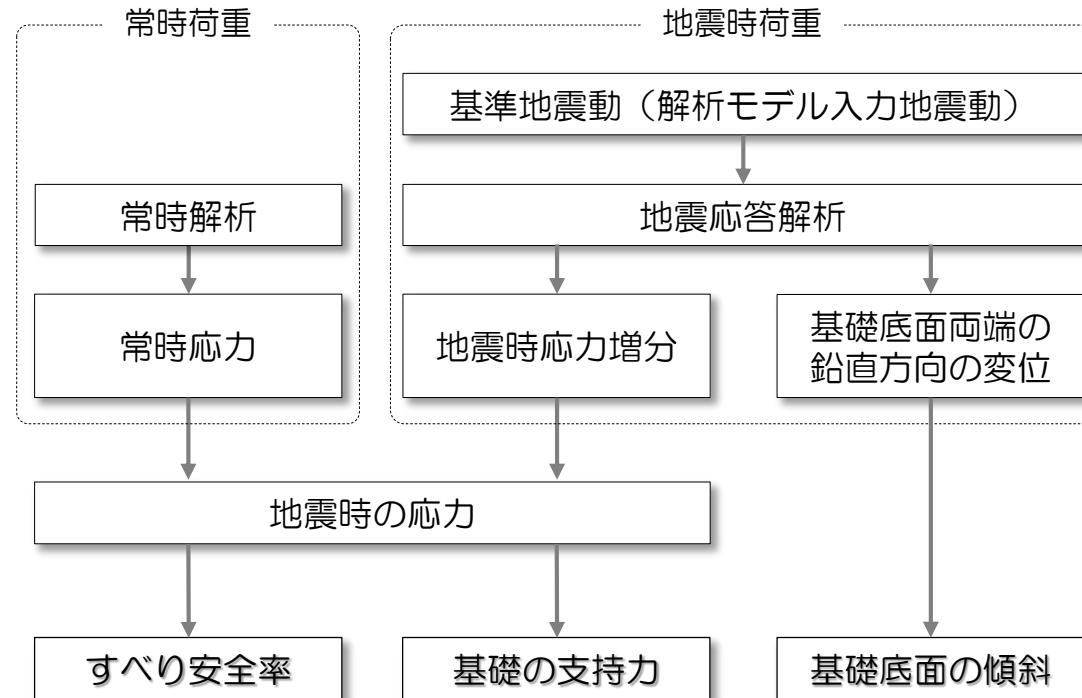 常時荷重
地震時荷重
基準地震動（解析モデル入力地震動）
常時解析
地震応答解析
常時応力
地震時応力増分
基礎底面両端の
鉛直方向の変位
地震時の応力
すべり安全率
基礎の支持力
基礎底面の傾斜